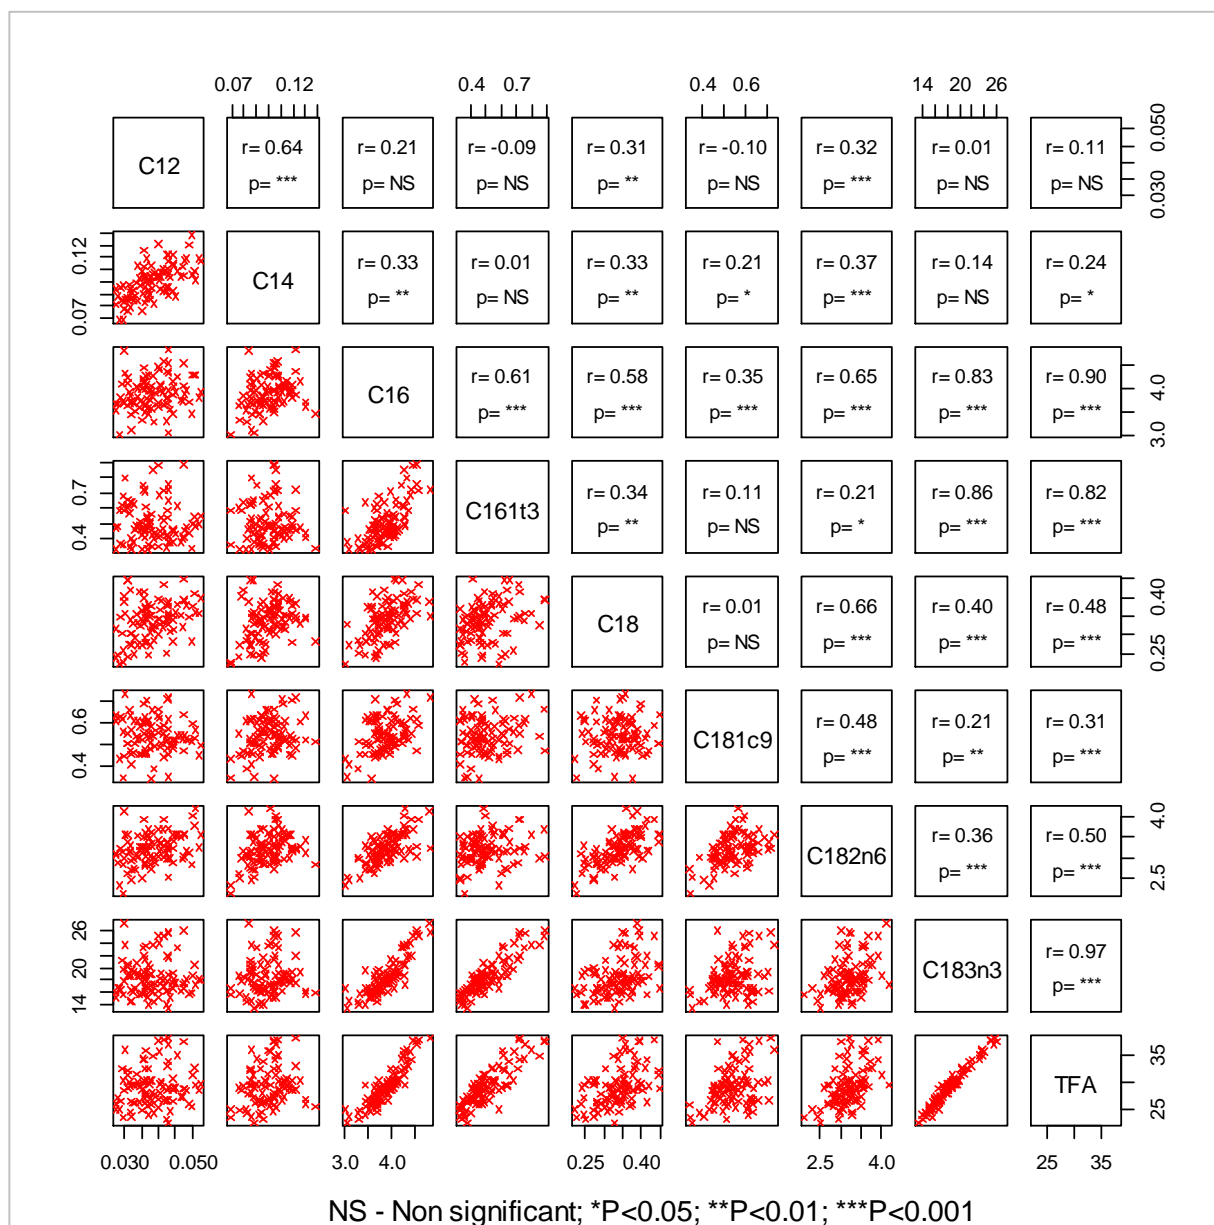 0.07 0.12 0.4 0.7 0.4 0.6 14 20 26
C12 r= 0.64 r= 0.21 r= -0.09 r= 0.31 r= -0.10 r= 0.32 r= 0.01 r= 0.11
p= *** p= NS p= NS p= ** p= NS p= *** p= NS p= NS
0.030 0.050
0.07 0.12
C14 r= 0.33 r= 0.01 r= 0.33 r= 0.21 r= 0.37 r= 0.14 r= 0.24
p= ** p= NS p= ** p= * p= *** p= NS p= *
C16 r= 0.61 r= 0.58 r= 0.35 r= 0.65 r= 0.83 r= 0.90
p= *** p= *** p= *** p= *** p= *** p= ***
3.0 4.0
0.4 0.7
C161t3 r= 0.34 r= 0.11 r= 0.21 r= 0.86 r= 0.82
p= ** p= NS p= * p= *** p= ***
C18 r= 0.01 r= 0.66 r= 0.40 r= 0.48
p= NS p= *** p= *** p= ***
0.25 0.40
0.4 0.6
C181c9 r= 0.48 r= 0.21 r= 0.31
p= *** p= ** p= ***
C182n6 r= 0.36 r= 0.50
p= *** p= ***
2.5 4.0
14 20 26
C183n3 r= 0.97
p= ***
TFA
25 35
0.030 0.050 3.0 4.0 0.25 0.40 2.5 4.0 25 35
NS - Non significant; *P<0.05; **P<0.01; ***P<0.001